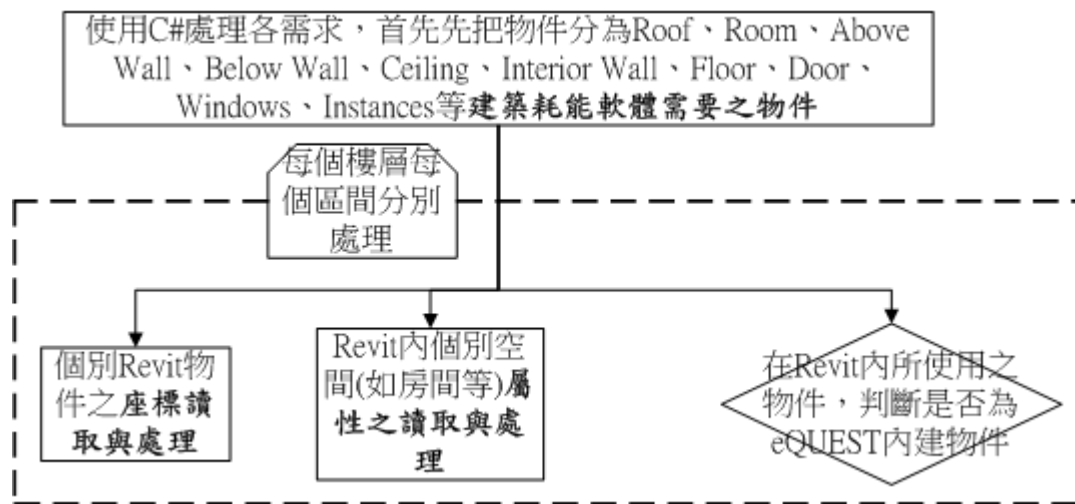 使用C#處理各需求，首先先把物件分為Roof、Room、Above
Wall、Below Wall、Ceiling、Interior Wall、Floor、Door、
Windows、Instances等建築耗能軟體需要之物件
每個樓層每
個區間分別
處理
個別Revit物
件之座標讀
取與處理
Revit內個別空
間(如房間等)屬
性之讀取與處
理
在Revit內所使用之
物件，判斷是否為
eQUEST內建物件